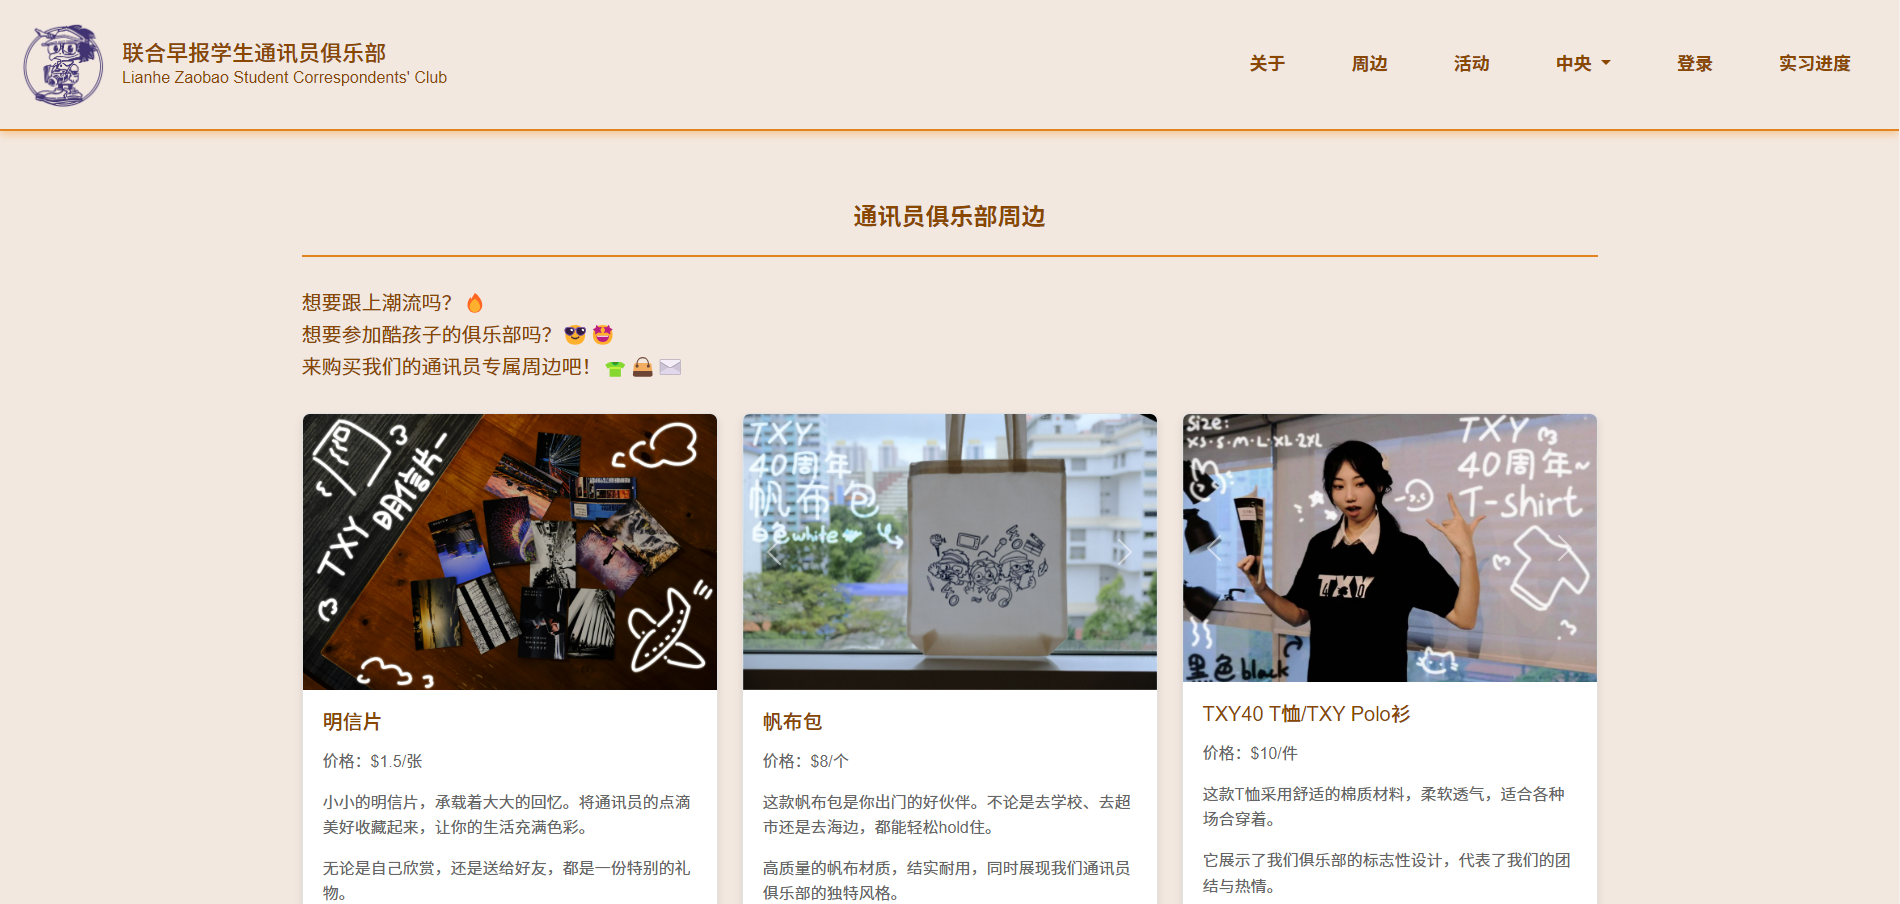 联合早报学生通讯员俱乐部
Lianhe Zaobao Student Correspondents' Club
关于
周边
活动
中央
登录
实习进度
通讯员俱乐部周边
想要跟上潮流吗？🔥
想要参加酷孩子的俱乐部吗？😎 🤩
来购买我们的通讯员专属周边吧！👕 👜 ✉️
TXY 明信片
明信片
价格：$1.5/张
小小的明信片，承载着大大的回忆。将通讯员的点滴
美好收藏起来，让你的生活充满色彩。
无论是自己欣赏，还是送给好友，都是一份特别的礼
物。
TXY
40周年
帆布包
白色white
帆布包
价格：$8/个
这款帆布包是你出门的好伙伴。不论是去学校、去超
市还是去海边，都能轻松hold住。
高质量的帆布材质，结实耐用，同时展现我们通讯员
俱乐部的独特风格。
Size:
XS·S·M·L·XL·2XL
TXY
40周年~
T-shirt
TXY
黑色black
TXY40 T恤/TXY Polo衫
价格：$10/件
这款T恤采用舒适的棉质材料，柔软透气，适合各种
场合穿着。
它展示了我们俱乐部的标志性设计，代表了我们的团
结与热情。